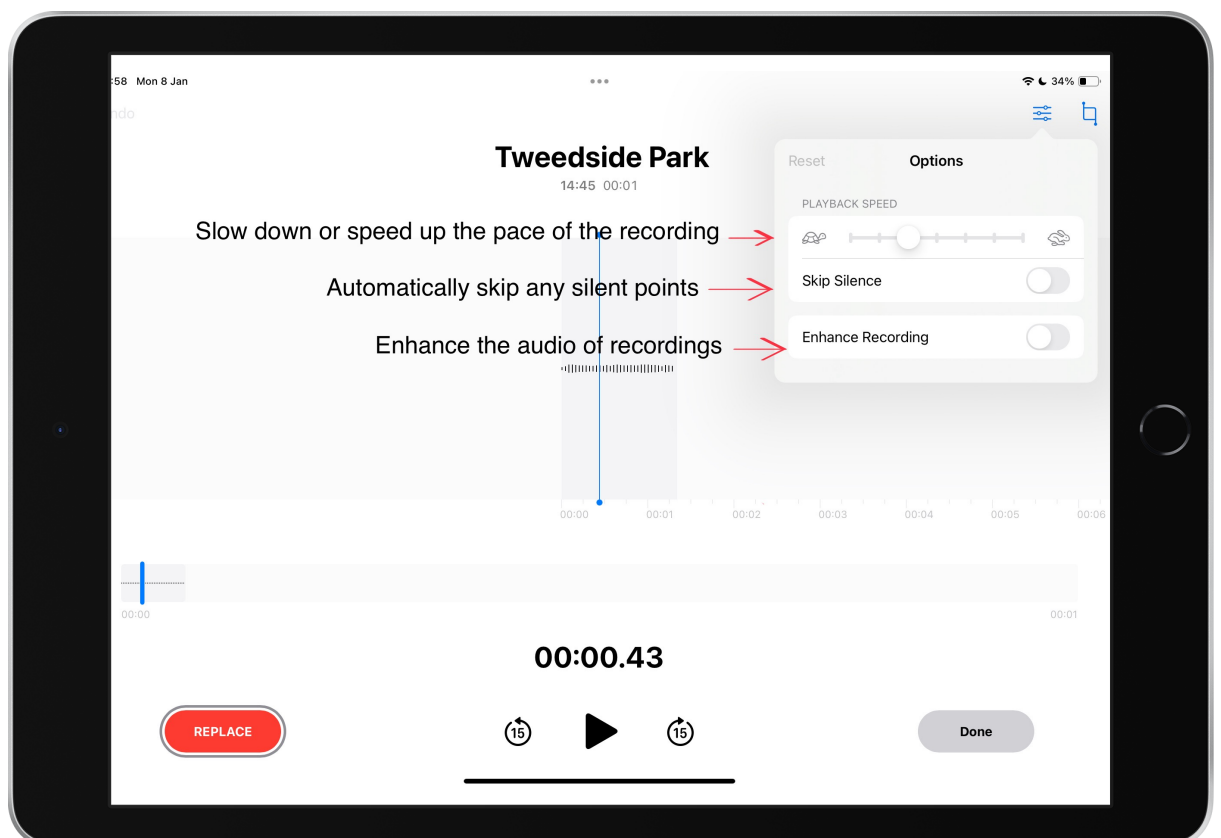 :58 Mon 8 Jan
34%
ndo
Tweedside Park
14:45 00:01
Reset Options
PLAYBACK SPEED
Slow down or speed up the pace of the recording
Automatically skip any silent points
Skip Silence
Enhance the audio of recordings
Enhance Recording
00:00 00:01 00:02 00:03 00:04 00:05 00:06
00:00 00:01
00:00.43
REPLACE
15
15
Done